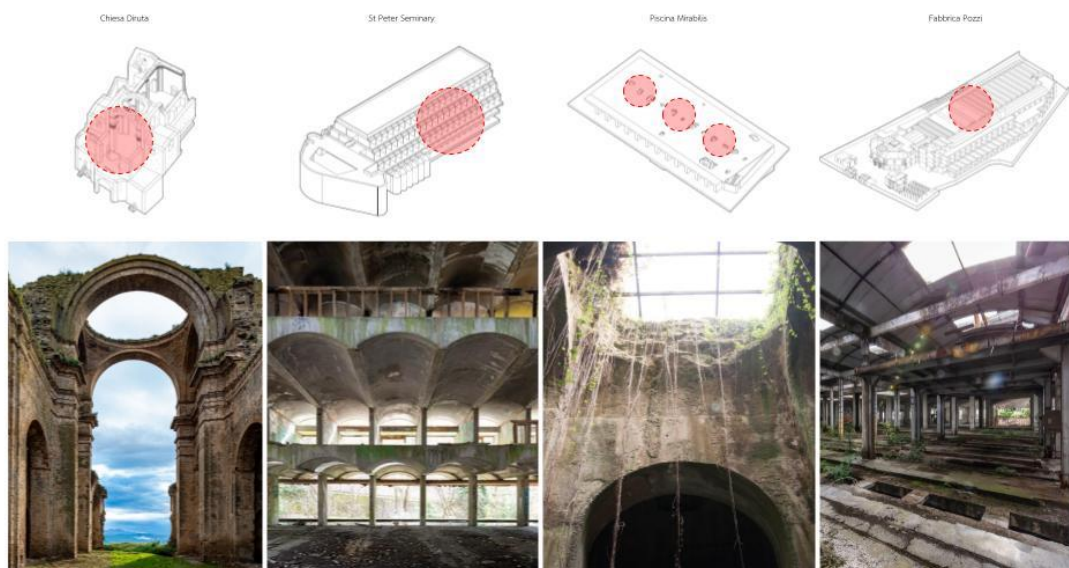 Chiesa Diruta
St Peter Seminary
Piscina Mirabilis
Fabbrica Pozzi